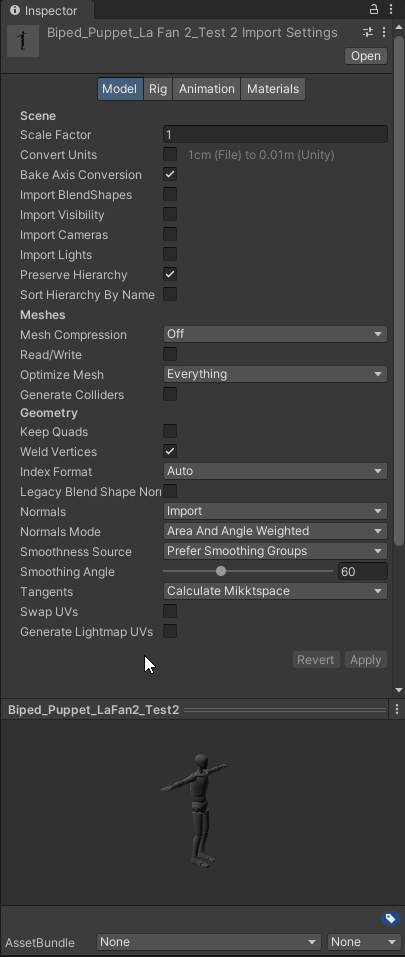 Inspector
Biped_Puppet_La Fan 2_Test 2 Import Settings
Open
Model Rig Animation Materials
Scene
Scale Factor 1
Convert Units 1cm (File) to 0.01m (Unity)
Bake Axis Conversion
Import BlendShapes
Import Visibility
Import Cameras
Import Lights
Preserve Hierarchy
Sort Hierarchy By Name
Meshes
Mesh Compression Off
Read/Write
Optimize Mesh Everything
Generate Colliders
Geometry
Keep Quads
Weld Vertices
Index Format Auto
Legacy Blend Shape Nor
Normals Import
Normals Mode Area And Angle Weighted
Smoothness Source Prefer Smoothing Groups
Smoothing Angle 60
Tangents Calculate Mikktspace
Swap UVs
Generate Lightmap UVs
Revert Apply
Biped_Puppet_LaFan2_Test2
AssetBundle None None